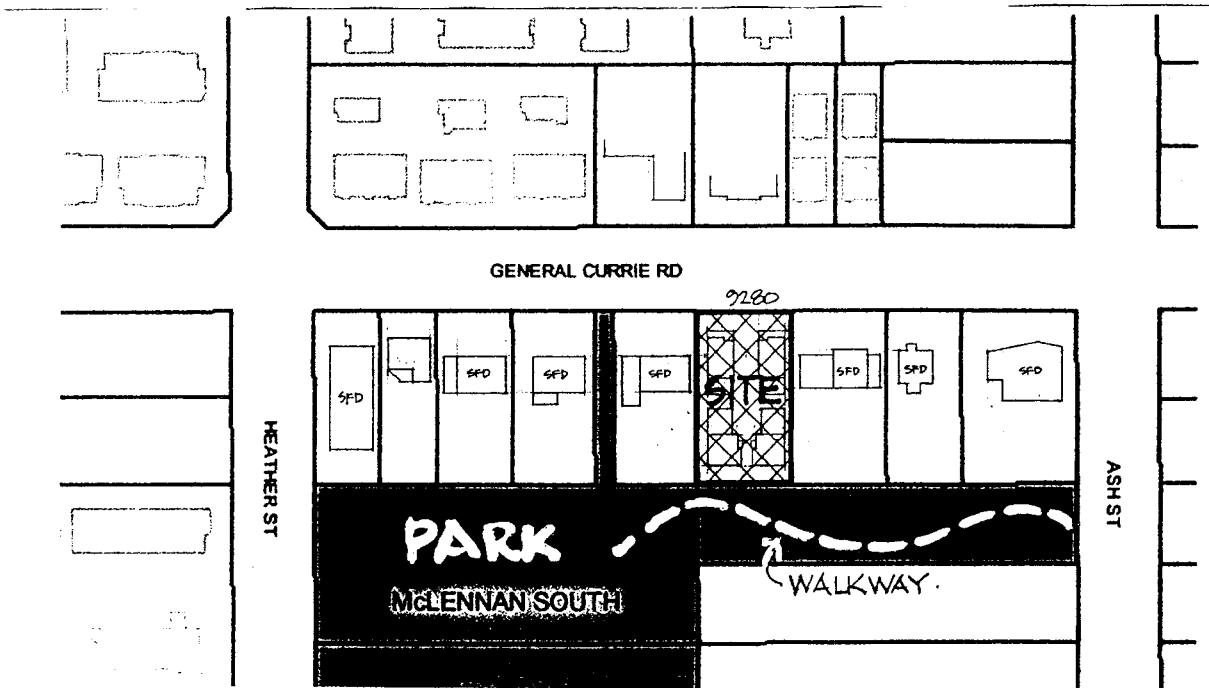 GENERAL CURRIE RD
9280
SFD
SFD
SFD
SFD
SITE
SFD
SFD
SFD
HEATHER ST
ASH ST
PARK
McLENNAN SOUTH
WALKWAY.